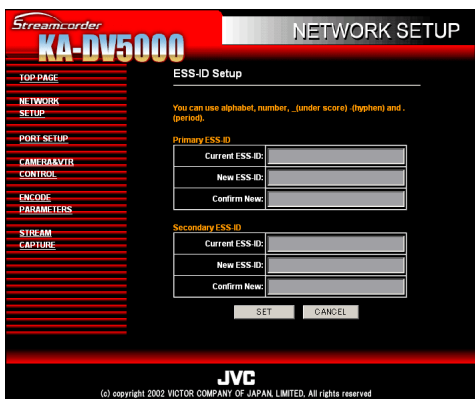 Streamcorder
KA-DV5000
NETWORK SETUP
TOP PAGE
NETWORK
SETUP
PORT SETUP
CAMERA&VTR
CONTROL
ENCODE
PARAMETERS
STREAM
CAPTURE
ESS-ID Setup
You can use alphabet, number, _(under score) -(hyphen) and .
(period).
Primary ESS-ID
Current ESS-ID:
New ESS-ID:
Confirm New:
Secondary ESS-ID
Current ESS-ID:
New ESS-ID:
Confirm New:
SET CANCEL
JVC
(c) copyright 2002 VICTOR COMPANY OF JAPAN, LIMITED, All rights reserved